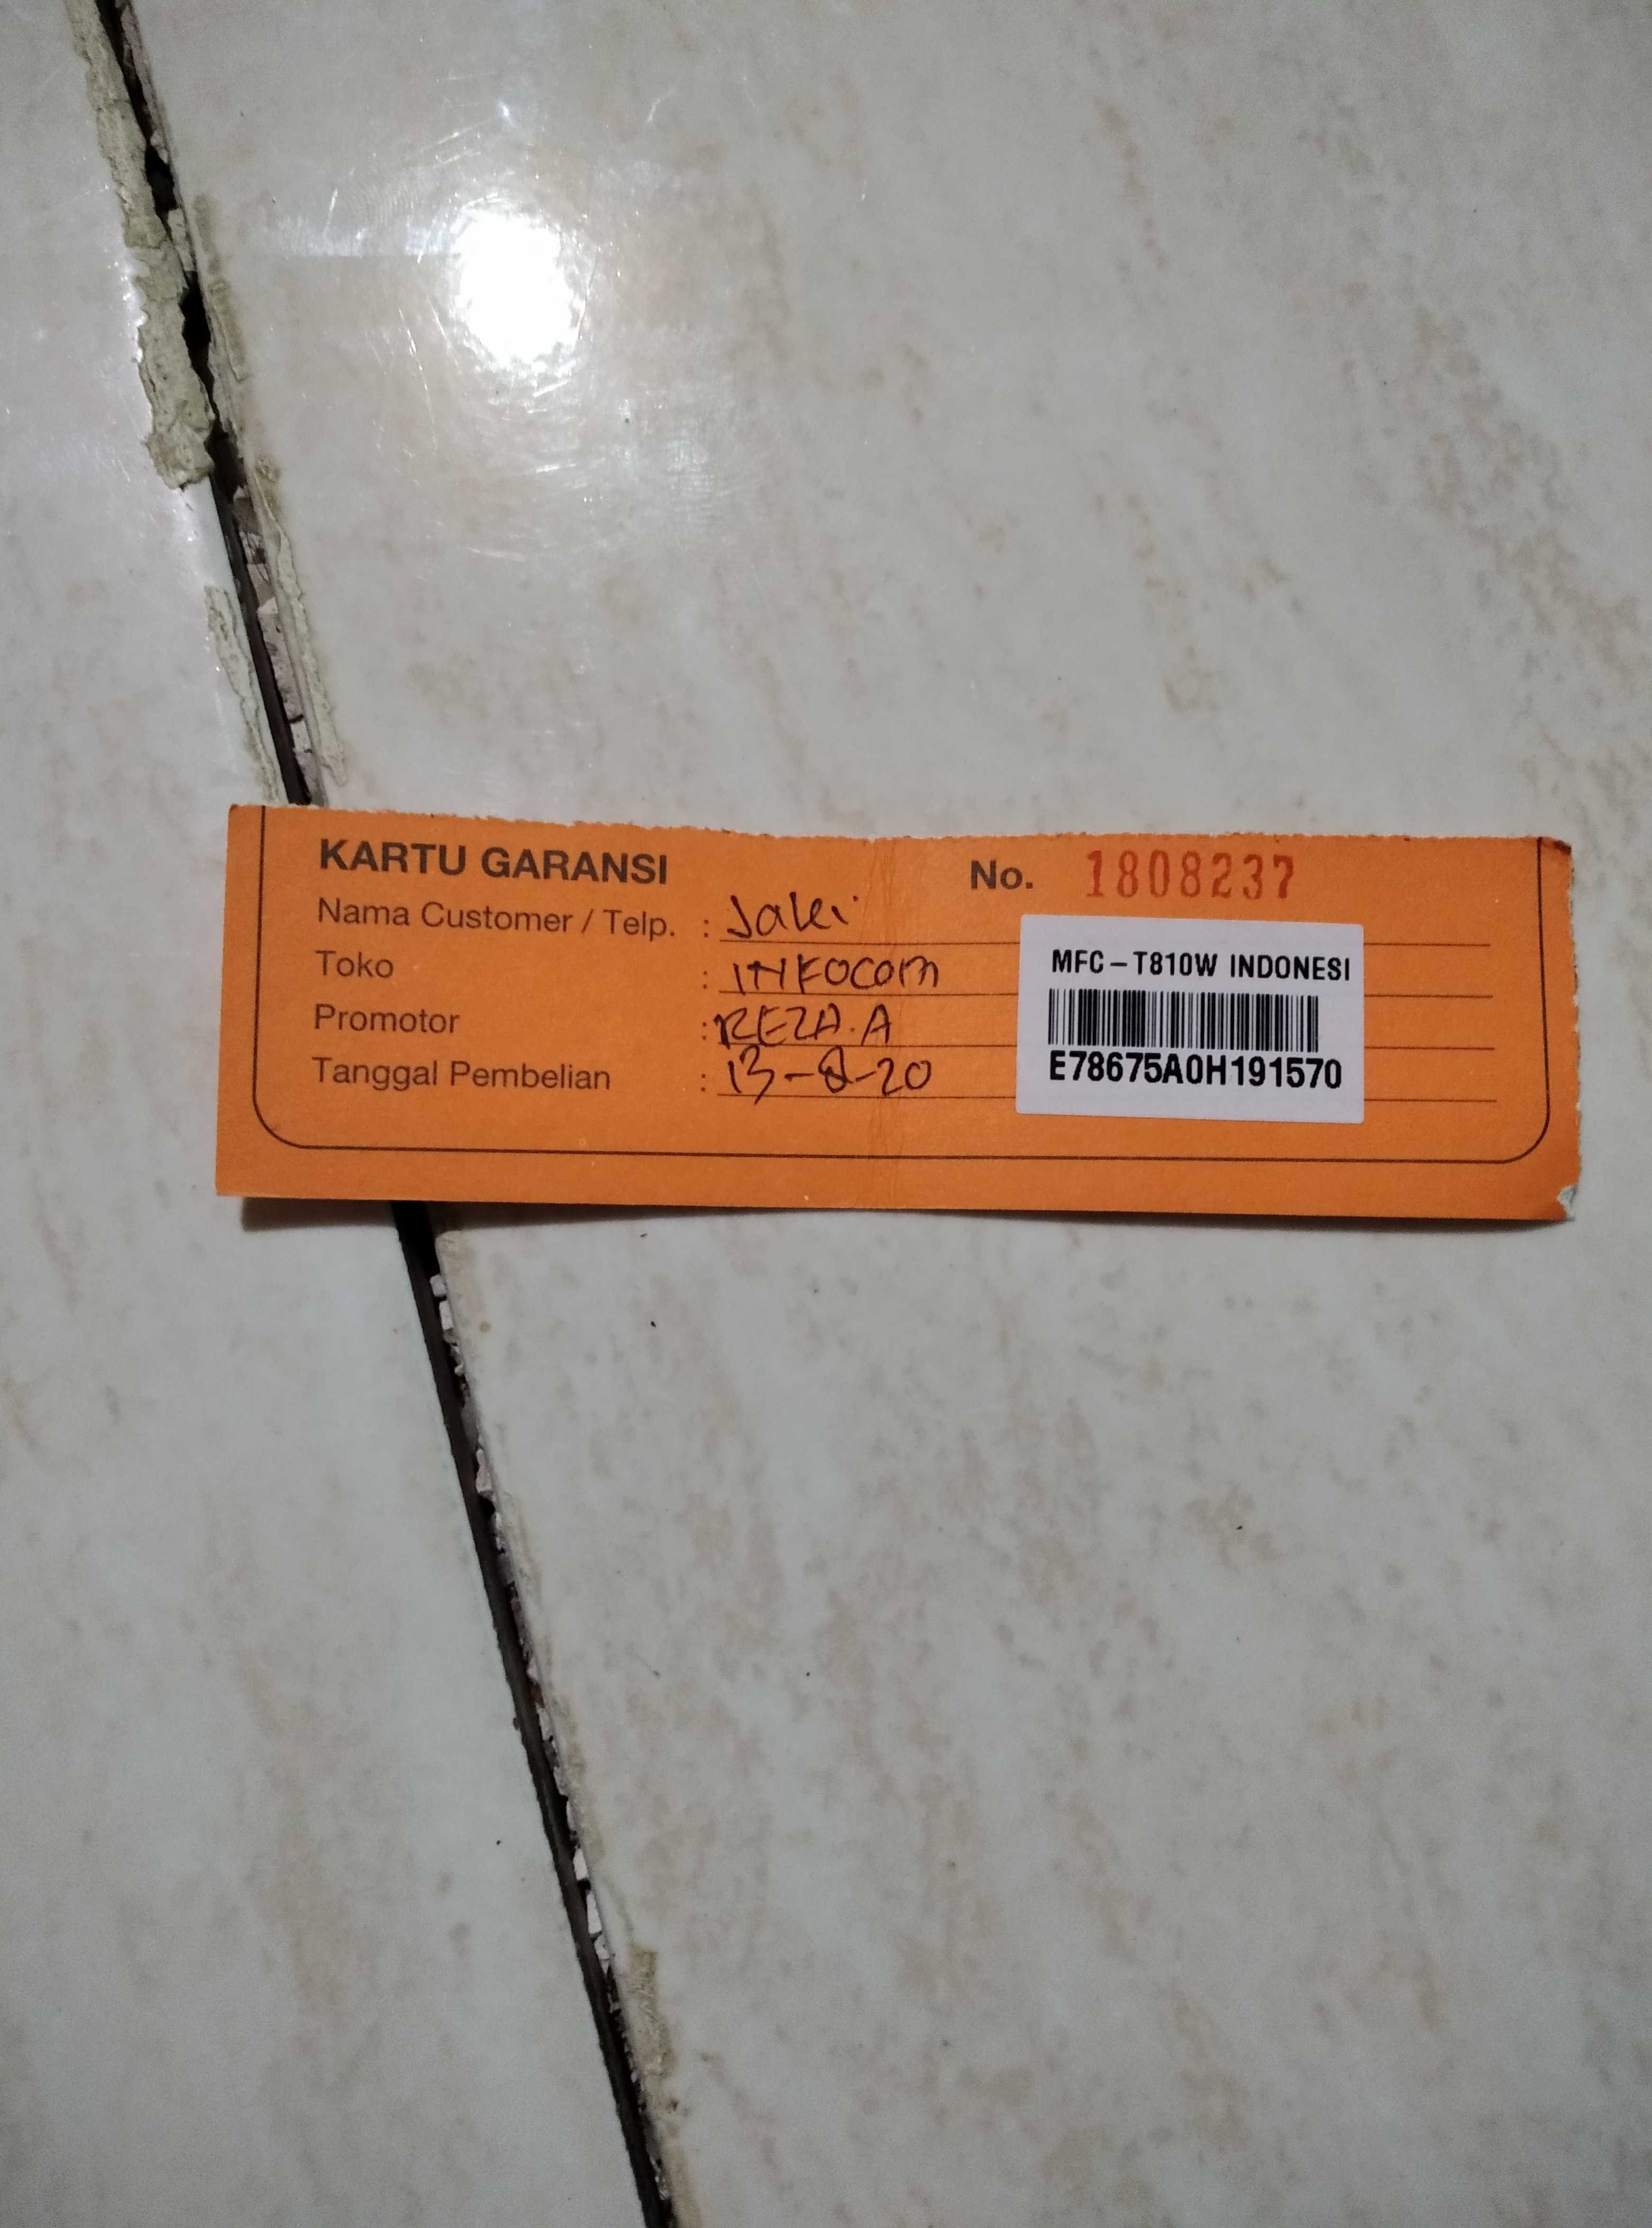 KARTU GARANSI No. 1808237
Nama Customer / Telp. : Jaki
Toko : INFOCOM
Promotor : REZA.A
Tanggal Pembelian : 13-8-20
MFC-T810W INDONESI
E78675A0H191570